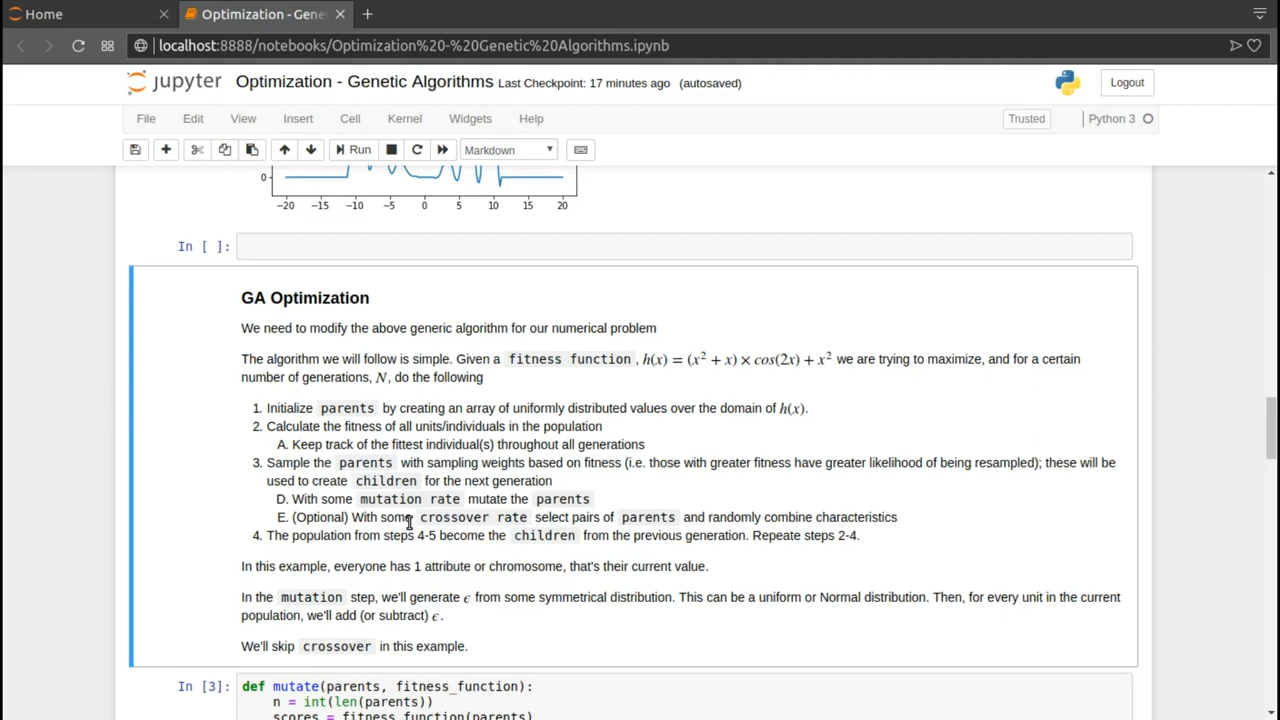 Home
Optimization - Gene
localhost:8888/notebooks/Optimization%20-%20Genetic%20Algorithms.ipynb
jupyter Optimization - Genetic Algorithms Last Checkpoint: 17 minutes ago (autosaved) Logout
File Edit View Insert Cell Kernel Widgets Help Trusted Python 3
Run Markdown
0
−20 −15 −10 −5 0 5 10 15 20
In [ ]:
GA Optimization
We need to modify the above generic algorithm for our numerical problem
The algorithm we will follow is simple. Given a fitness function, h(x) = (x² + x) × cos(2x) + x² we are trying to maximize, and for a certain
number of generations, N, do the following
1. Initialize parents by creating an array of uniformly distributed values over the domain of h(x).
2. Calculate the fitness of all units/individuals in the population
A. Keep track of the fittest individual(s) throughout all generations
3. Sample the parents with sampling weights based on fitness (i.e. those with greater fitness have greater likelihood of being resampled); these will be
used to create children for the next generation
D. With some mutation rate mutate the parents
E. (Optional) With some crossover rate select pairs of parents and randomly combine characteristics
4. The population from steps 4-5 become the children from the previous generation. Repeate steps 2-4.
In this example, everyone has 1 attribute or chromosome, that's their current value.
In the mutation step, we'll generate ϵ from some symmetrical distribution. This can be a uniform or Normal distribution. Then, for every unit in the current
population, we'll add (or subtract) ϵ.
We'll skip crossover in this example.
In [3]: def mutate(parents, fitness_function):
n = int(len(parents))
scores = fitness_function(parents)